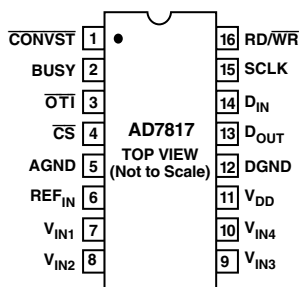 CONVST 1 16 RD/WR
BUSY 2 15 SCLK
OTI 3 14 DIN
CS 4 AD7817 13 DOUT
AGND 5 TOP VIEW 12 DGND
REFIN 6 (Not to Scale) 11 VDD
VIN1 7 10 VIN4
VIN2 8 9 VIN3